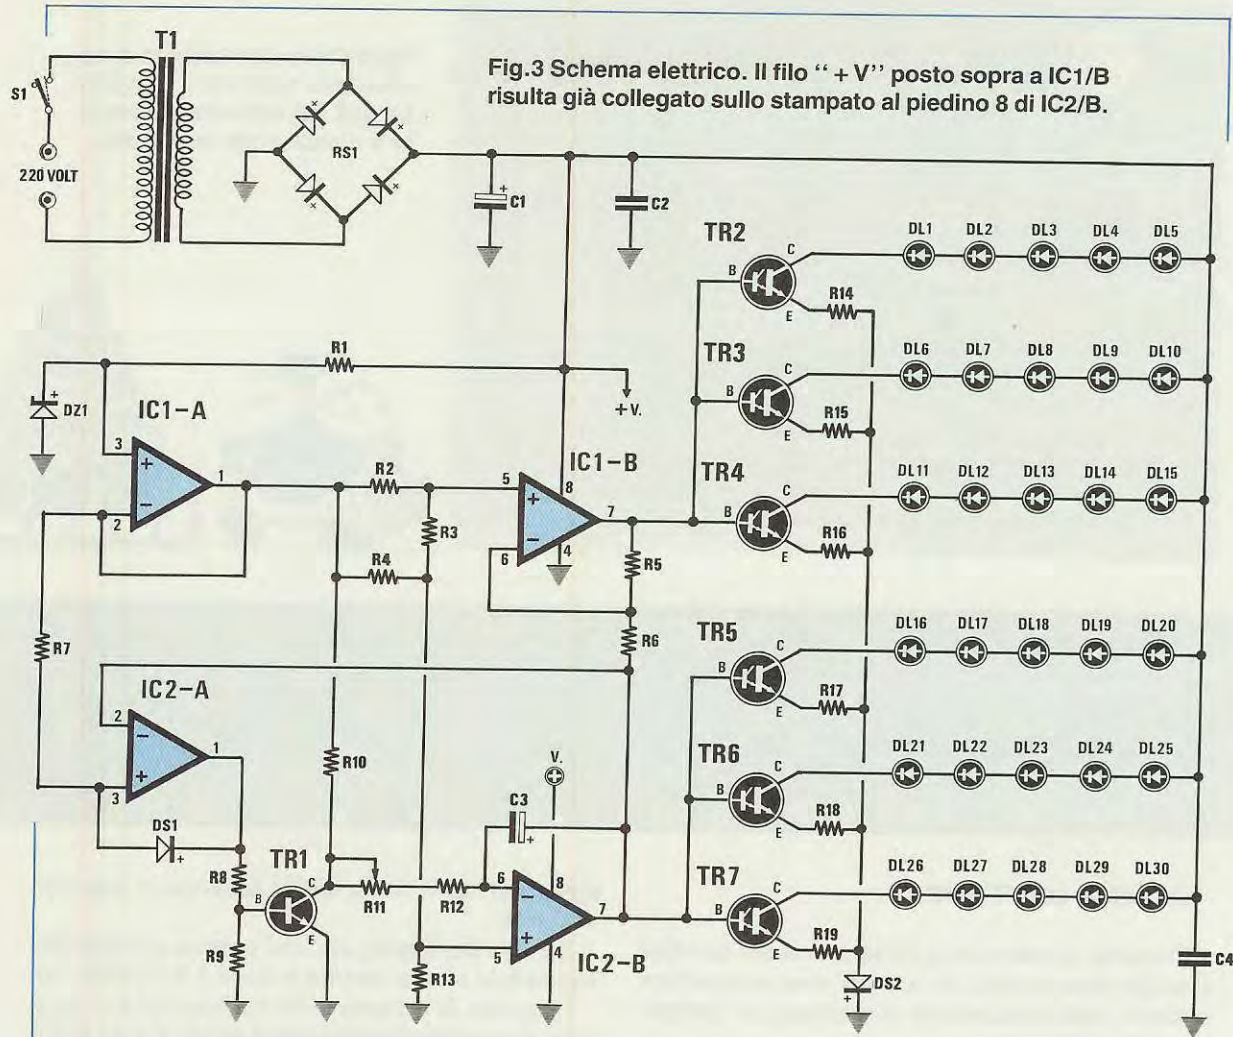 Fig.3 Schema elettrico. Il filo “ + V” posto sopra a IC1/B
risulta già collegato sullo stampato al piedino 8 di IC2/B.
T1
S1
220 VOLT
RS1
+
+
+
+
+
C1
C2
TR2
B
C
E
R14
DL1 DL2 DL3 DL4 DL5
R1
+
DZ1
+V.
TR3
B
C
E
R15
DL6 DL7 DL8 DL9 DL10
IC1-A
3
+
2
−
1
R2
R3
R4
IC1-B
5
+
6
−
8
4
7
R5
R6
TR4
B
C
E
R16
DL11 DL12 DL13 DL14 DL15
R7
IC2-A
2
−
3
+
1
DS1
+
R8
R9
R10
TR1
B
C
E
R11
R12
R13
C3
+
V.
+
6
−
5
+
8
4
7
IC2-B
TR5
B
C
E
R17
DL16 DL17 DL18 DL19 DL20
TR6
B
C
E
R18
DL21 DL22 DL23 DL24 DL25
TR7
B
C
E
R19
DL26 DL27 DL28 DL29 DL30
DS2
+
C4